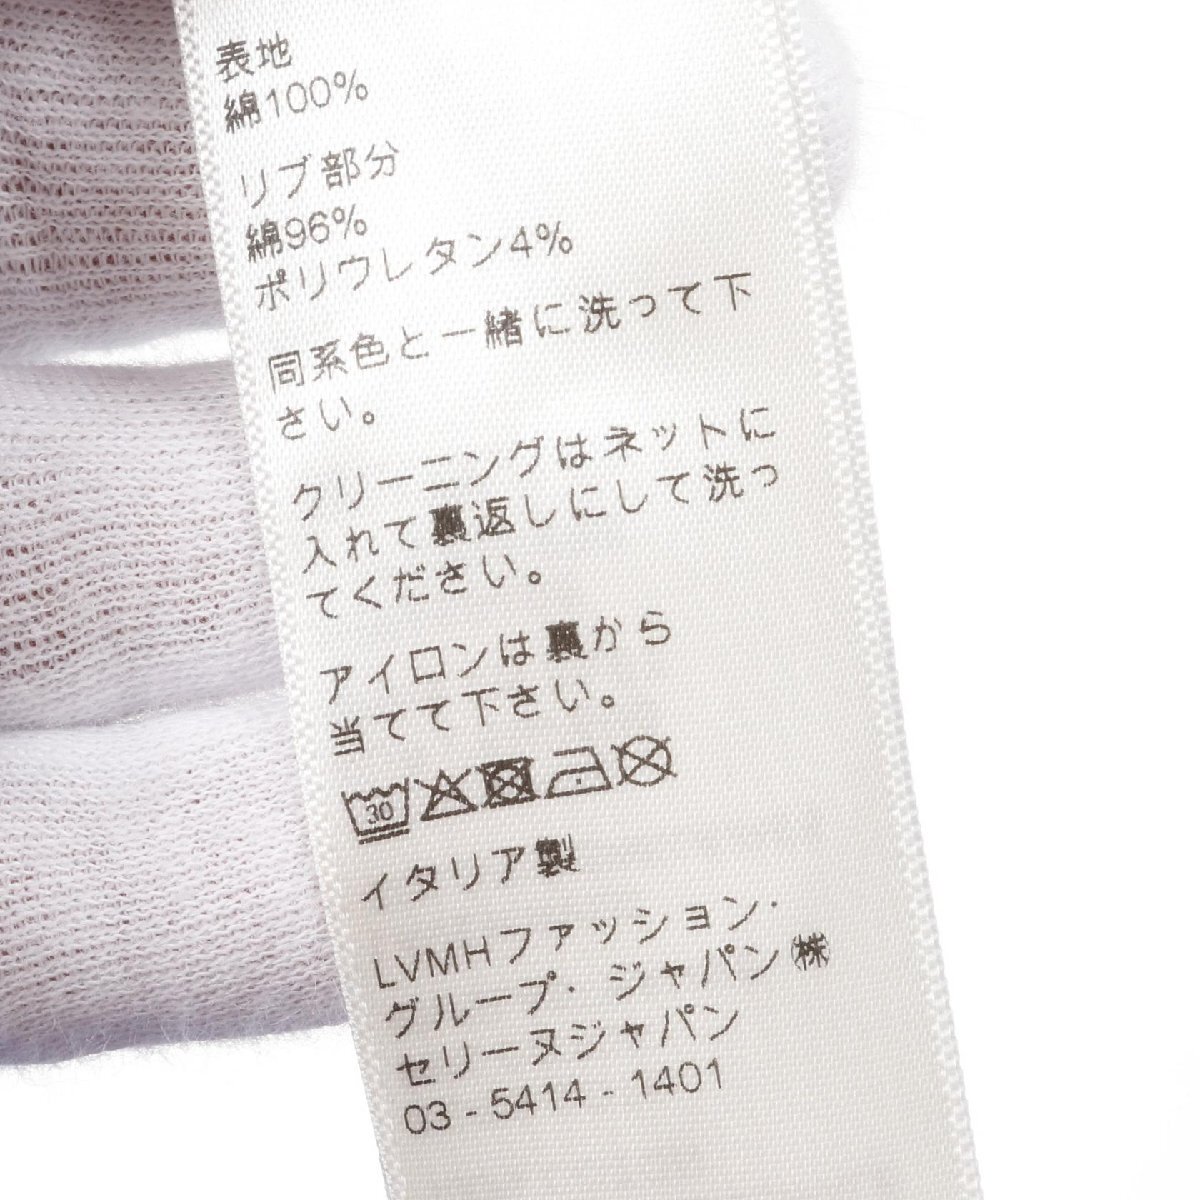 表地
綿100%
リブ部分
綿96%
ポリウレタン4%
同系色と一緒に洗って下
さい。
クリーニングはネットに
入れて裏返しにして洗っ
てください。
アイロンは裏から
当てて下さい。
30
イタリア製
LVMHファッション・
グループ・ジャパン㈱
セリーヌジャパン
03-5414-1401